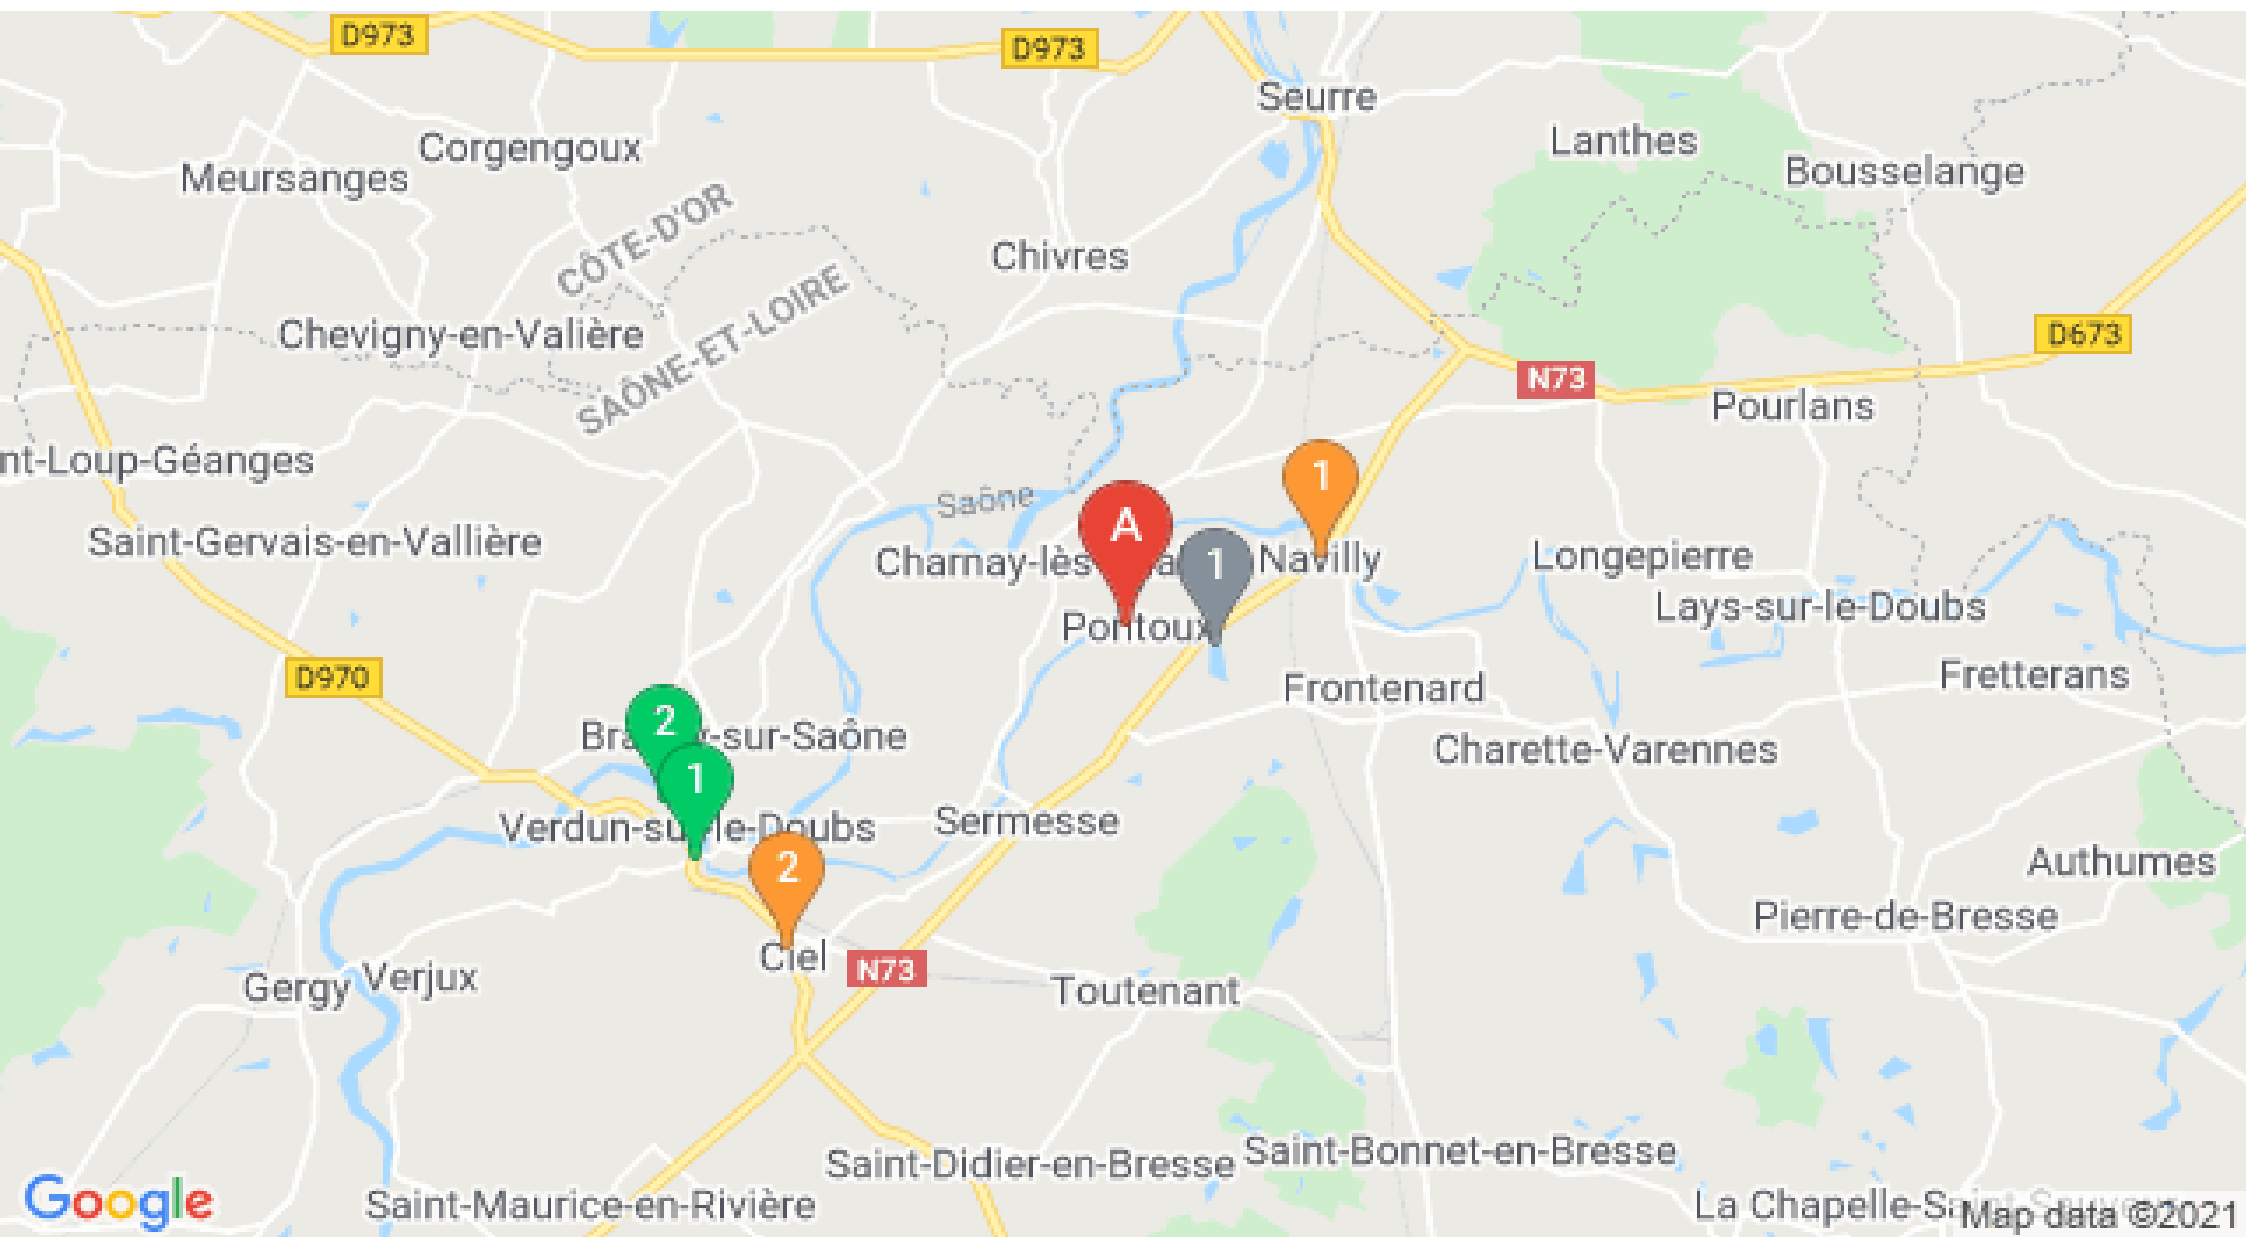 D973
D973
Seurre
Lanthes
Corgengoux
Bousselange
Meursanges
CÔTE-D'OR
Chivres
SAÔNE-ET-LOIRE
Chevigny-en-Valière
D673
N73
Pourlans
nt-Loup-Géanges
1
Saône
A
Saint-Gervais-en-Vallière
Charnay-lès
1
Navilly
Longepierre
Lays-sur-le-Doubs
Pontoux
D970
Frontenard
Fretterans
2
-sur-Saône
Charette-Varennes
1
Verdun-sur-le-Doubs
Sermesse
2
Authumes
Pierre-de-Bresse
Ciel
N73
Gergy
Verjux
Toutenant
Saint-Didier-en-Bresse
Saint-Bonnet-en-Bresse
Google
Saint-Maurice-en-Rivière
La Chapelle-Saint-Sauveur
Map data ©2021